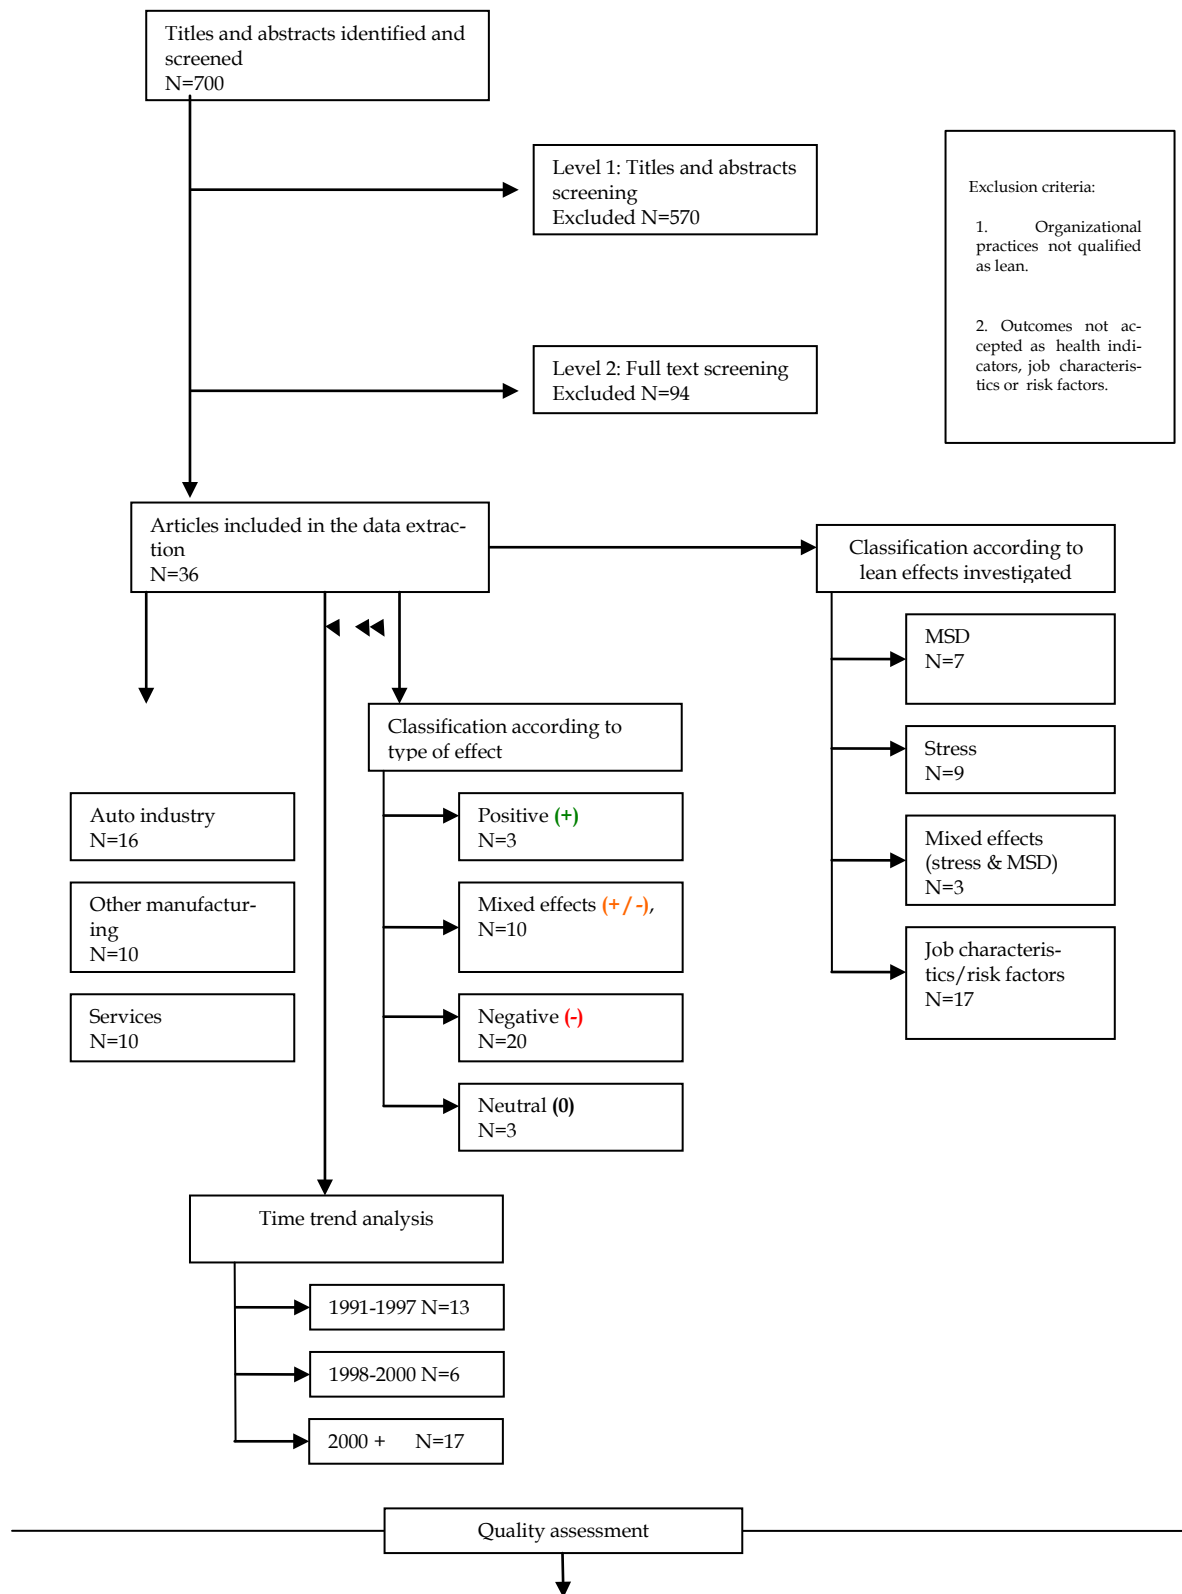 Titles and abstracts identified and
screened
N=700
Level 1: Titles and abstracts
screening
Excluded N=570
Exclusion criteria:
1. Organizational
practices not qualified
as lean.
2. Outcomes not ac-
cepted as health indi-
cators, job characteris-
tics or risk factors.
Level 2: Full text screening
Excluded N=94
Articles included in the data extrac-
tion
N=36
Classification according to
lean effects investigated
MSD
N=7
Stress
N=9
Mixed effects
(stress & MSD)
N=3
Job characteris-
tics/risk factors
N=17
Classification according to
type of effect
Positive (+)
N=3
Mixed effects (+/-),
N=10
Negative (-)
N=20
Neutral (0)
N=3
Auto industry
N=16
Other manufactur-
ing
N=10
Services
N=10
Time trend analysis
1991-1997 N=13
1998-2000 N=6
2000 + N=17
Quality assessment